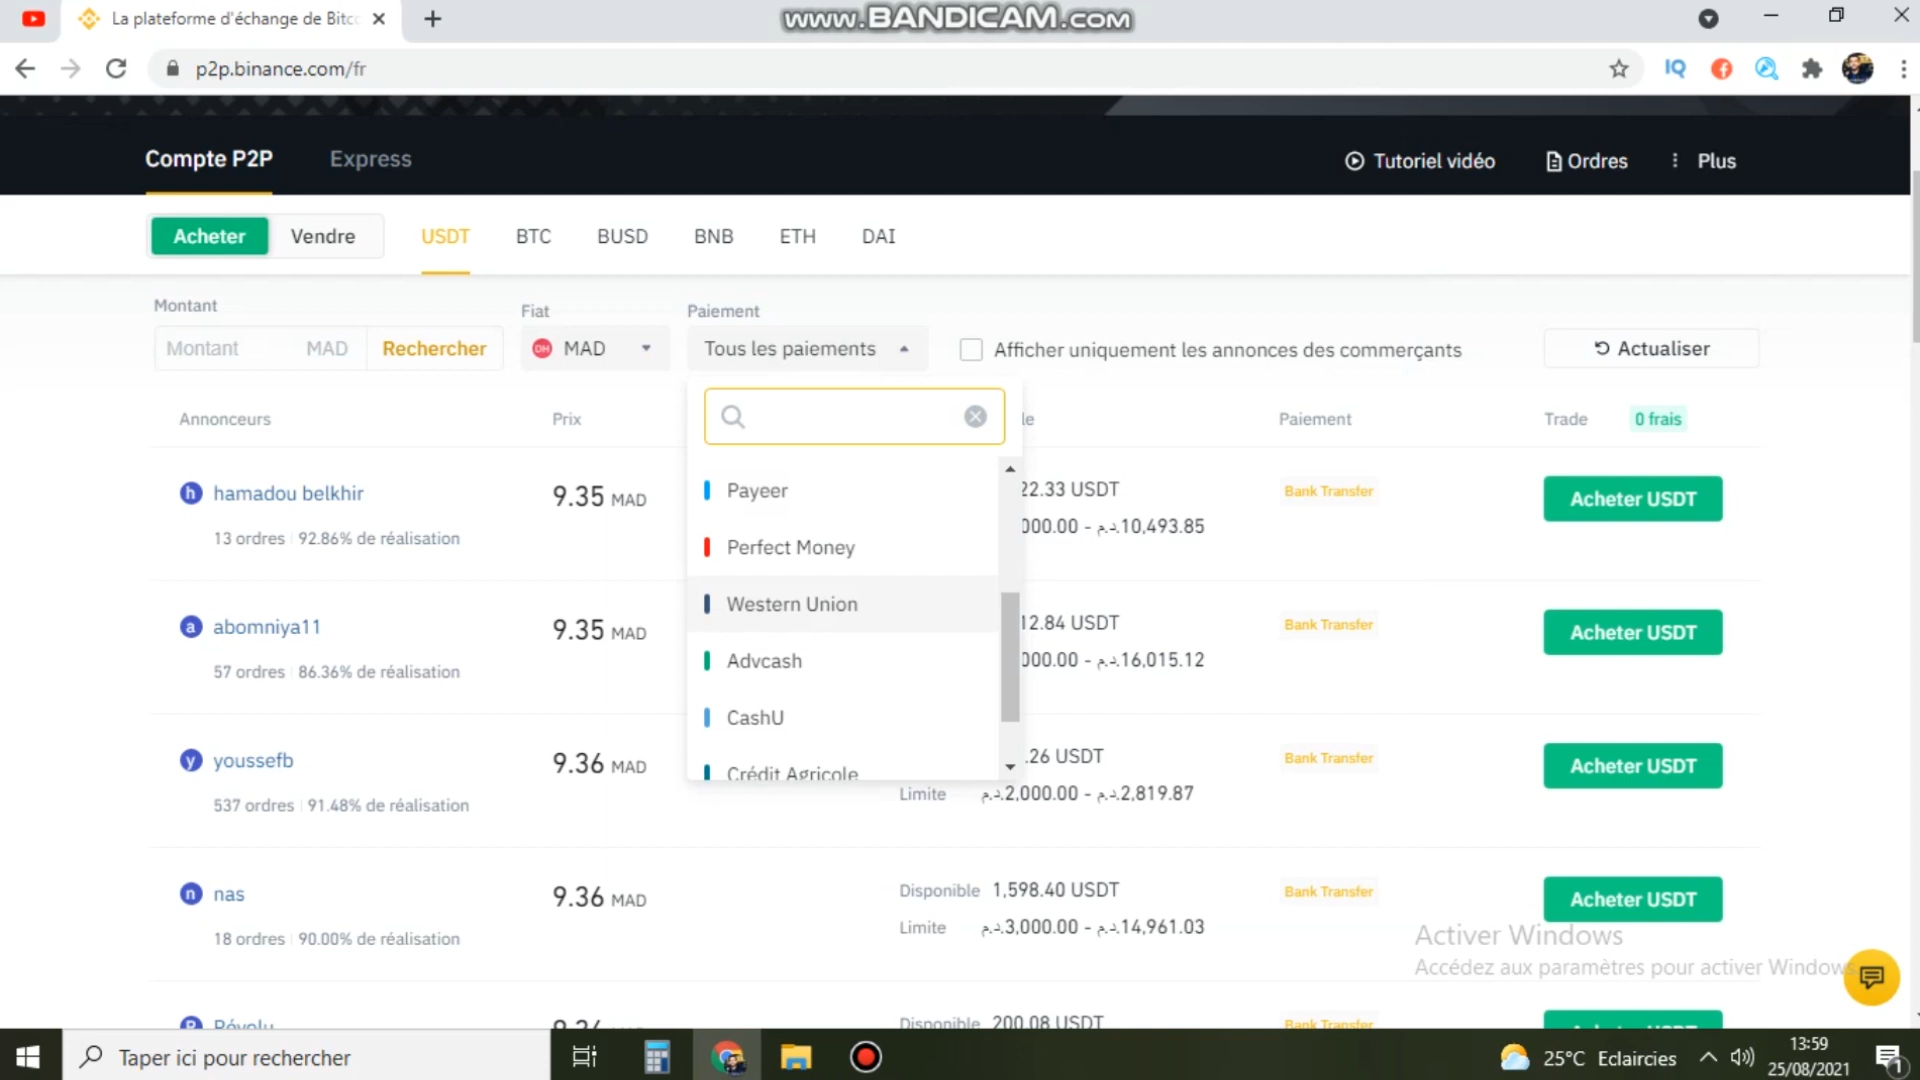 La plateforme d'échange de Bitc
www.BANDICAM.com
p2p.binance.com/fr
Compte P2P
Express
Tutoriel vidéo
Ordres
Plus
Acheter
Vendre
USDT
BTC
BUSD
BNB
ETH
DAI
Montant
Fiat
Paiement
Montant
MAD
Rechercher
MAD
Tous les paiements
Afficher uniquement les annonces des commerçants
Actualiser
Annonceurs
Prix
le
Paiement
Trade
0 frais
Payeer
Perfect Money
Western Union
Advcash
CashU
Crédit Agricole
h hamadou belkhir
13 ordres 92.86% de réalisation
9.35 MAD
22.33 USDT
000.00 - د.م.10,493.85
Bank Transfer
Acheter USDT
a abomniya11
57 ordres 86.36% de réalisation
9.35 MAD
12.84 USDT
000.00 - د.م.16,015.12
Bank Transfer
Acheter USDT
y youssefb
537 ordres 91.48% de réalisation
9.36 MAD
.26 USDT
Limite د.م.2,000.00 - د.م.2,819.87
Bank Transfer
Acheter USDT
n nas
18 ordres 90.00% de réalisation
9.36 MAD
Disponible 1,598.40 USDT
Limite د.م.3,000.00 - د.م.14,961.03
Bank Transfer
Acheter USDT
Disponible 200.08 USDT
Bank Transfer
Activer Windows
Accédez aux paramètres pour activer Windows
Taper ici pour rechercher
25°C Eclaircies
13:59
25/08/2021
1